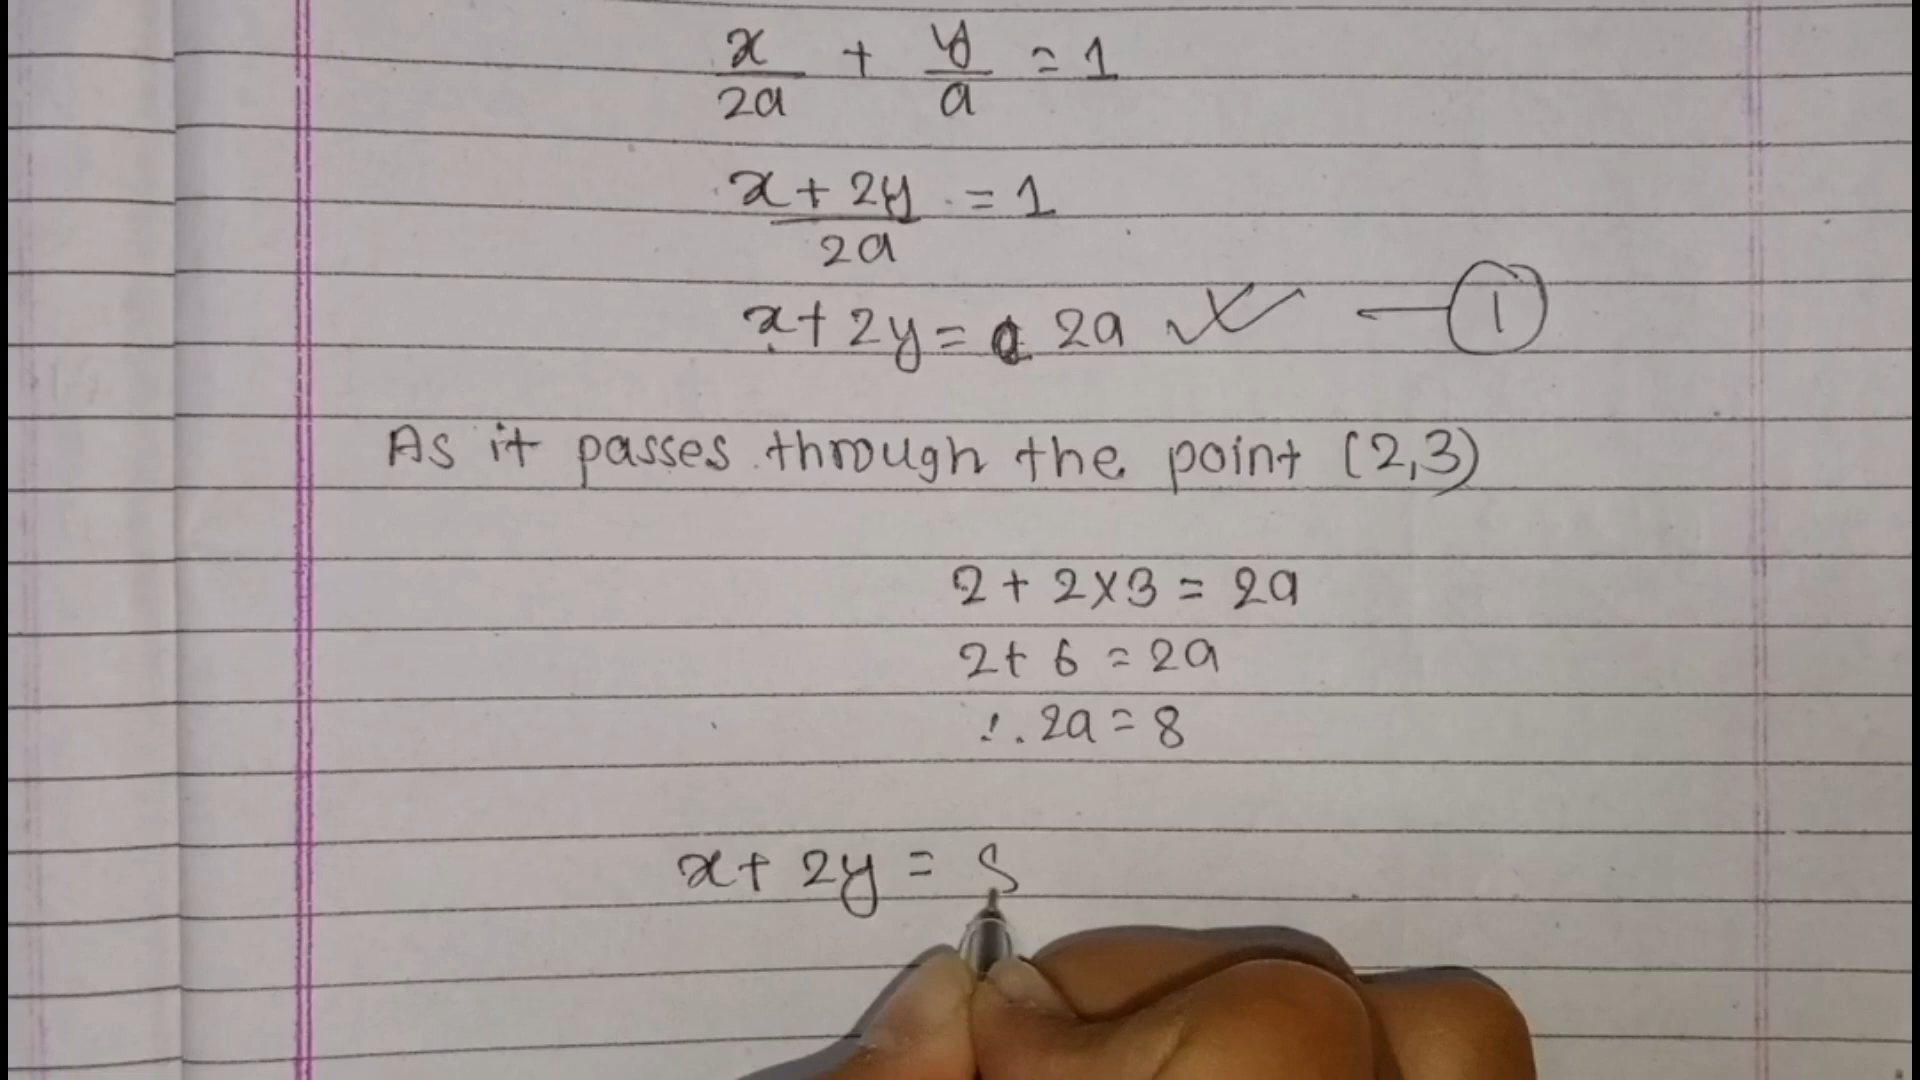 x/2a + y/a = 1
x + 2y/2a = 1
x + 2y = 2a ✓ — 1
As it passes through the point (2,3)
2 + 2×3 = 2a
2 + 6 = 2a
∴ 2a = 8
x + 2y =